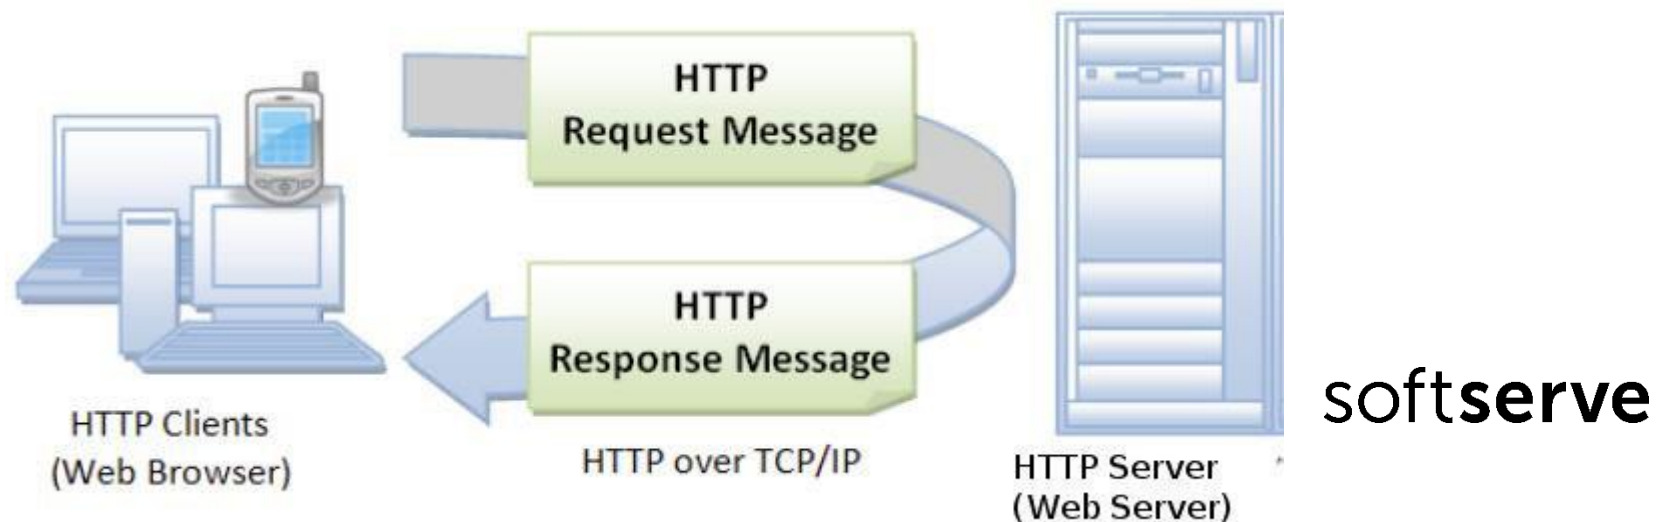 HTTP
Request Message
HTTP
Response Message
HTTP Clients
(Web Browser)
HTTP over TCP/IP
HTTP Server
(Web Server)
softserve